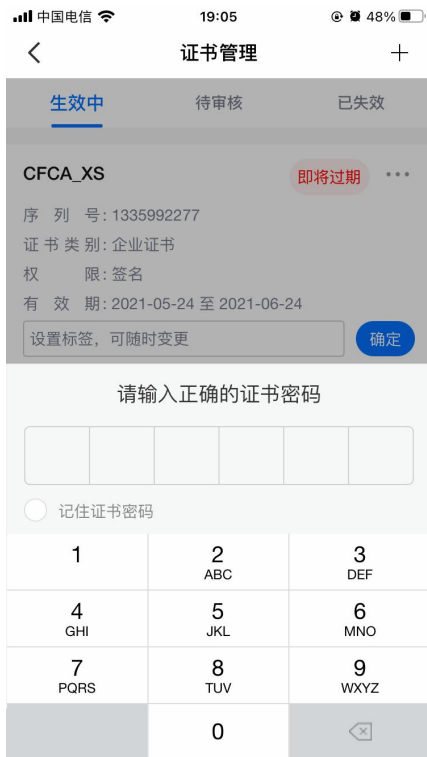 中国电信 19:05 48%
证书管理
生效中 待审核 已失效
CFCA_XS 即将过期
序列号:1335992277
证书类别:企业证书
权限:签名
有效期:2021-05-24 至 2021-06-24
设置标签，可随时变更 确定
请输入正确的证书密码
记住证书密码
1 2 3
ABC DEF
4 5 6
GHI JKL MNO
7 8 9
PQRS TUV WXYZ
0